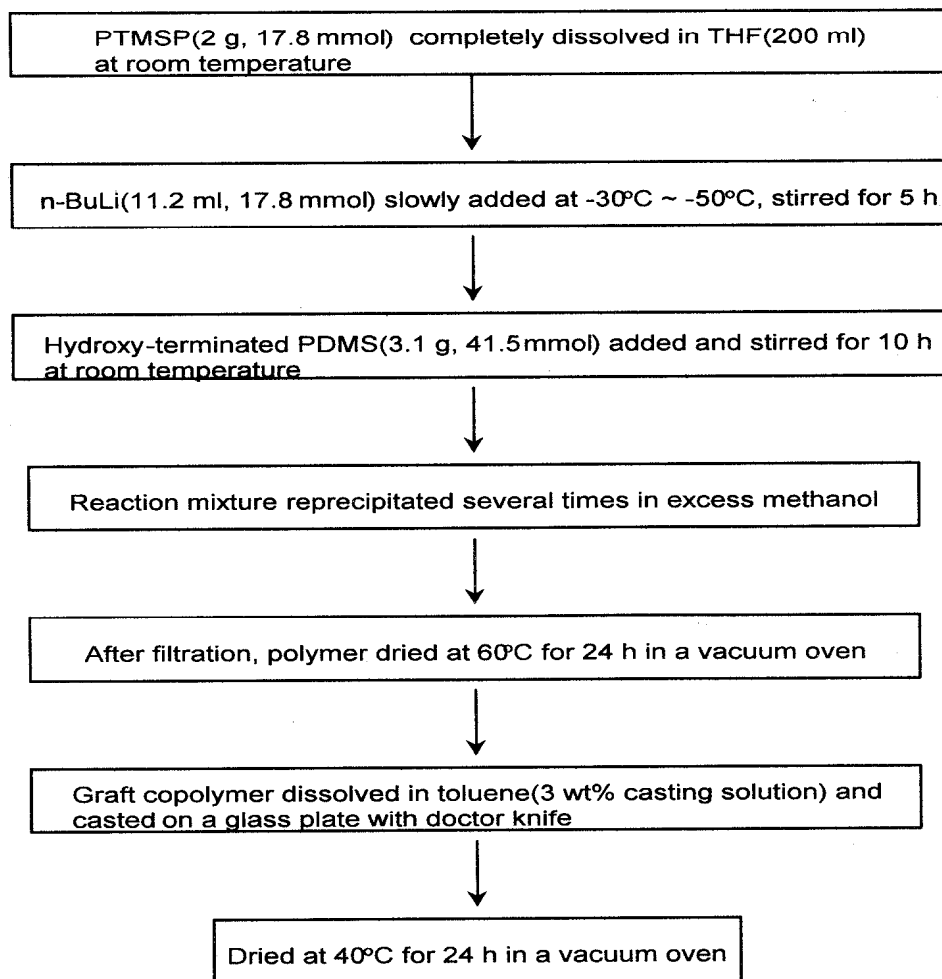 PTMSP(2 g, 17.8 mmol) completely dissolved in THF(200 ml)
at room temperature
n-BuLi(11.2 ml, 17.8 mmol) slowly added at -30ºC ~ -50ºC, stirred for 5 h
Hydroxy-terminated PDMS(3.1 g, 41.5mmol) added and stirred for 10 h
at room temperature
Reaction mixture reprecipitated several times in excess methanol
After filtration, polymer dried at 60ºC for 24 h in a vacuum oven
Graft copolymer dissolved in toluene(3 wt% casting solution) and
casted on a glass plate with doctor knife
Dried at 40ºC for 24 h in a vacuum oven